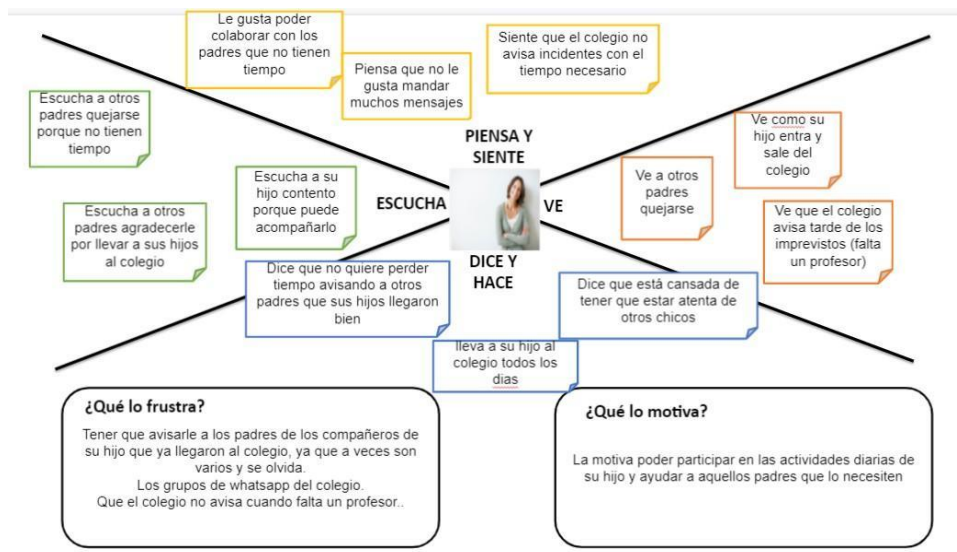 Le gusta poder
colaborar con los
padres que no tienen
tiempo
Piensa que no le
gusta mandar
muchos mensajes
Siente que el colegio no
avisa incidentes con el
tiempo necesario
PIENSA Y
SIENTE
Escucha a otros
padres quejarse
porque no tienen
tiempo
Escucha a su
hijo contento
porque puede
acompañarlo
Escucha a otros
padres agradecerle
por llevar a sus hijos
al colegio
ESCUCHA
VE
Ve a otros
padres
quejarse
Ve como su
hijo entra y
sale del
colegio
Ve que el colegio
avisa tarde de los
imprevistos (falta
un profesor)
DICE Y
HACE
Dice que no quiere perder
tiempo avisando a otros
padres que sus hijos llegaron
bien
lleva a su hijo al
colegio todos los
dias
Dice que está cansada de
tener que estar atenta de
otros chicos
¿Qué lo frustra?
Tener que avisarle a los padres de los compañeros de
su hijo que ya llegaron al colegio, ya que a veces son
varios y se olvida.
Los grupos de whatsapp del colegio.
Que el colegio no avisa cuando falta un profesor..
¿Qué lo motiva?
La motiva poder participar en las actividades diarias de
su hijo y ayudar a aquellos padres que lo necesiten